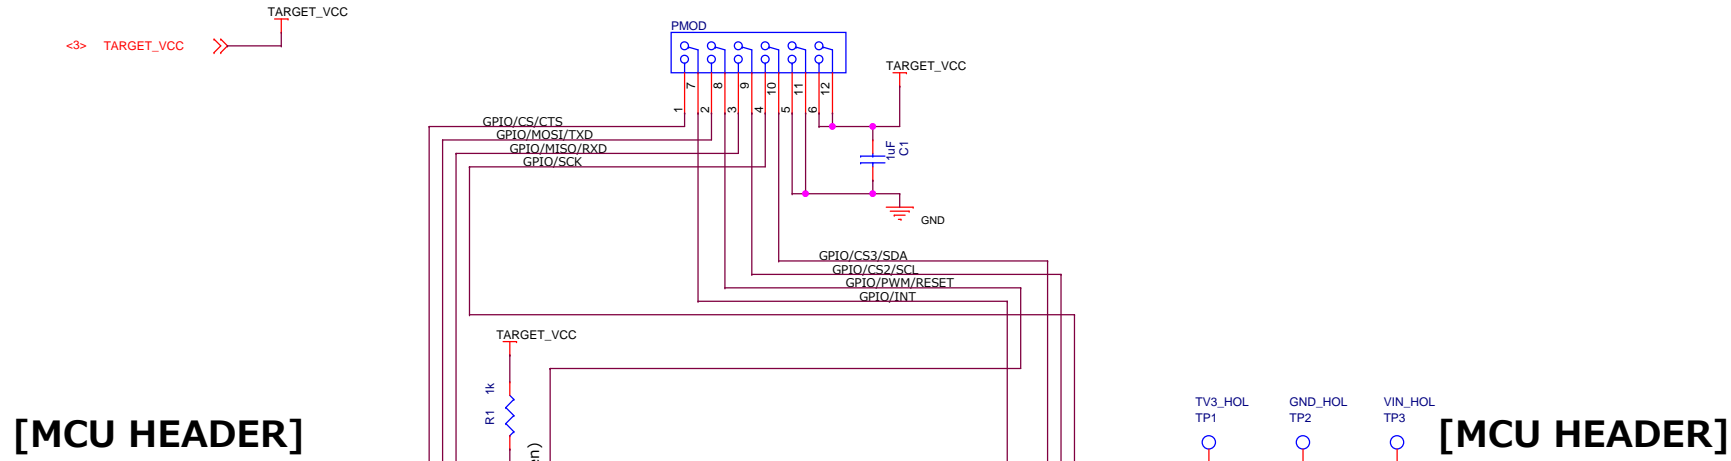 TARGET_VCC
<3> TARGET_VCC
PMOD
TARGET_VCC
7 8 9 10 11 12
1 2 3 4 5 6
GPIO/CS/CTS
GPIO/MOSI/TXD
GPIO/MISO/RXD
GPIO/SCK
1uF
C1
GND
GPIO/CS3/SDA
GPIO/CS2/SCL
GPIO/PWM/RESET
GPIO/INT
TARGET_VCC
R1 1k
TV3_HOL
TP1
GND_HOL
TP2
VIN_HOL
TP3
[MCU HEADER]
[MCU HEADER]